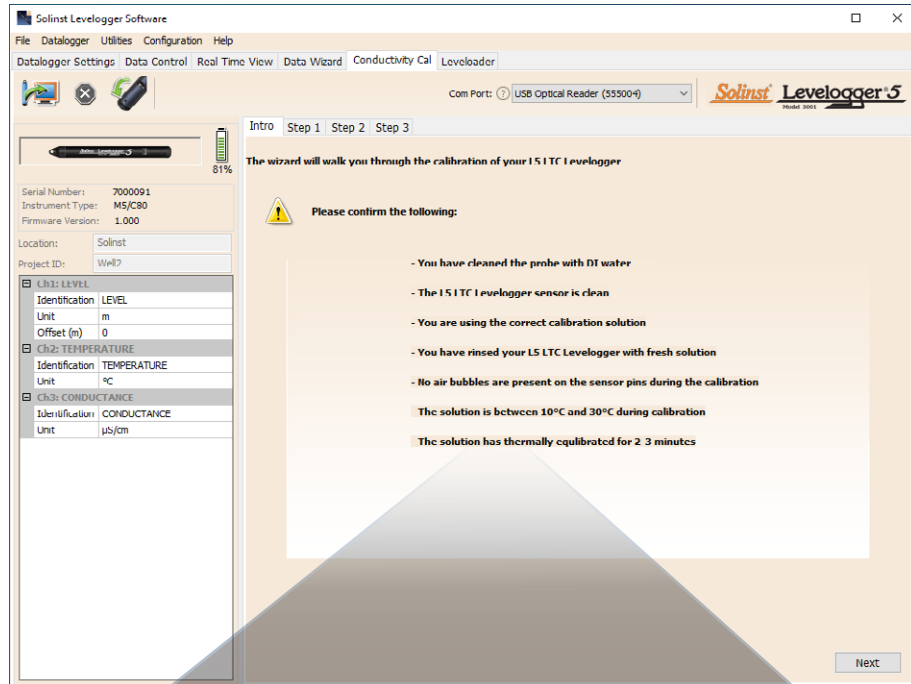 Solinst Levelogger Software
File Datalogger Utilities Configuration Help
Datalogger Settings Data Control Real Time View Data Wizard Conductivity Cal Leveloader
Com Port: ? USB Optical Reader (555004)
Solinst Levelogger 5
Model 3001
Intro Step 1 Step 2 Step 3
Levelogger 5
81%
The wizard will walk you through the calibration of your L5 LTC Levelogger
Serial Number: 7000091
Instrument Type: M5/C80
Firmware Version: 1.000
Please confirm the following:
Location: Solinst
Project ID: Well2
Ch1: LEVEL
Identification LEVEL
Unit m
Offset (m) 0
Ch2: TEMPERATURE
Identification TEMPERATURE
Unit °C
Ch3: CONDUCTANCE
Identification CONDUCTANCE
Unit µS/cm
- You have cleaned the probe with DI water
- The L5 LTC Levelogger sensor is clean
- You are using the correct calibration solution
- You have rinsed your L5 LTC Levelogger with fresh solution
- No air bubbles are present on the sensor pins during the calibration
The solution is between 10°C and 30°C during calibration
The solution has thermally equlibrated for 2 3 minutes
Next